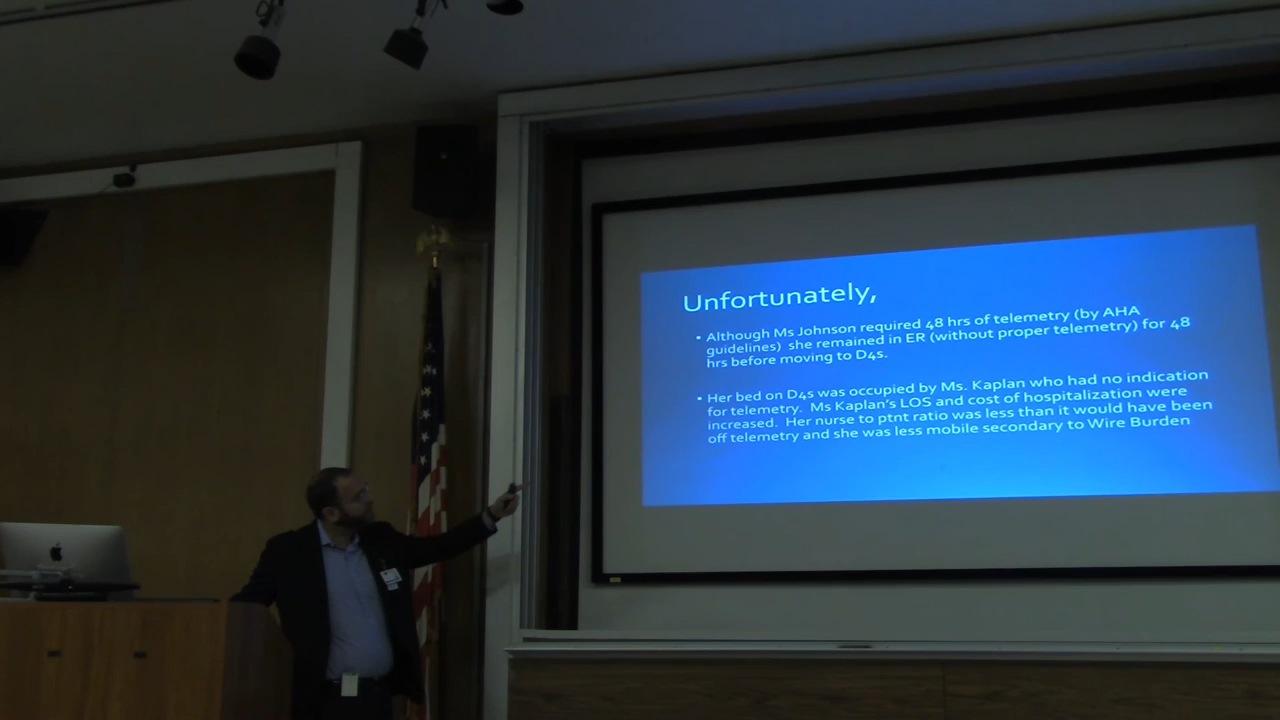 Unfortunately,
• Although Ms Johnson required 48 hrs of telemetry (by AHA
guidelines) she remained in ER (without proper telemetry) for 48
hrs before moving to D4s.
• Her bed on D4s was occupied by Ms. Kaplan who had no indication
for telemetry. Ms Kaplan's LOS and cost of hospitalization were
increased. Her nurse to ptnt ratio was less than it would have been
off telemetry and she was less mobile secondary to Wire Burden